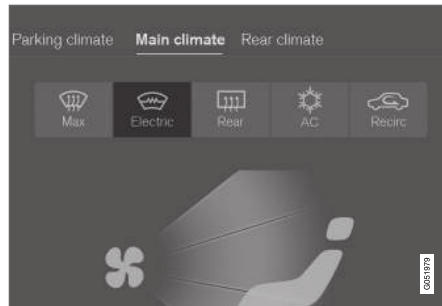 Parking climate Main climate Rear climate
Max Electric Rear AC Recirc
G051979